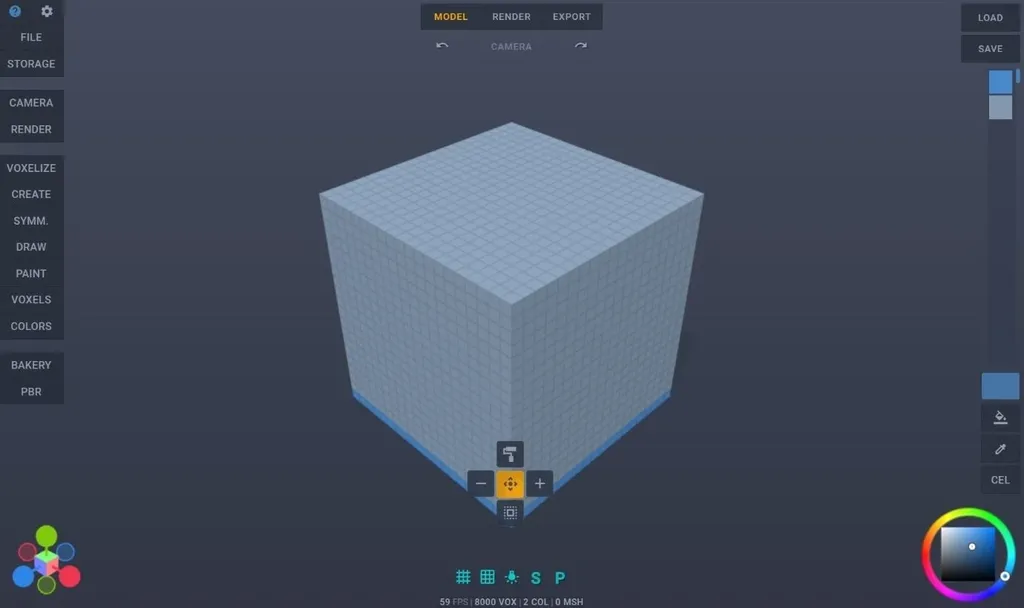 ?
FILE
STORAGE
CAMERA
RENDER
VOXELIZE
CREATE
SYMM.
DRAW
PAINT
VOXELS
COLORS
BAKERY
PBR
MODEL RENDER EXPORT
CAMERA
LOAD
SAVE
CEL
S P
59 FPS | 8000 VOX | 2 COL | 0 MSH